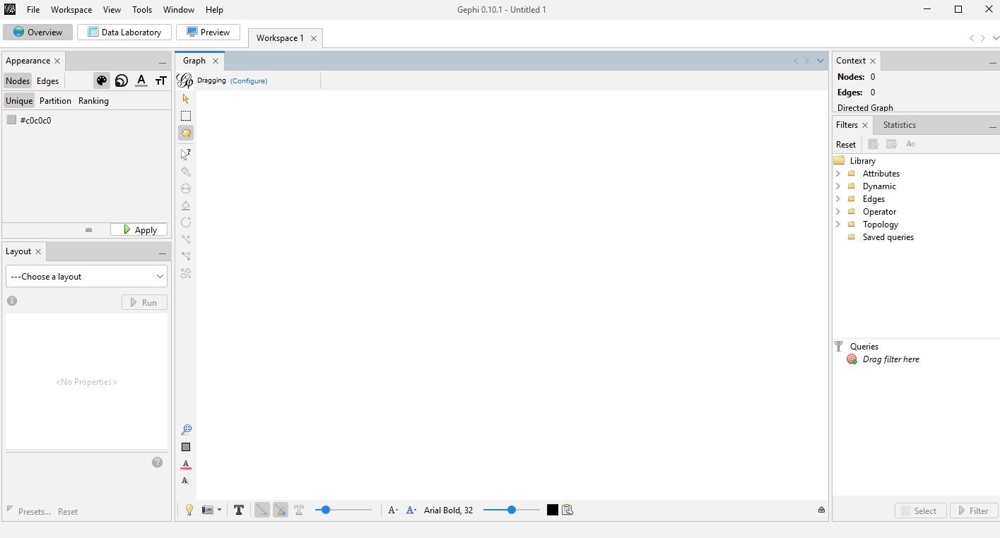 File Workspace View Tools Window Help
Gephi 0.10.1 - Untitled 1
Overview Data Laboratory Preview
Workspace 1
Appearance
Nodes Edges A TT
Unique Partition Ranking
#c0c0c0
Apply
Layout
---Choose a layout
Run
<No Properties>
Presets... Reset
Graph
Dragging (Configure)
A
A
T T A A Arial Bold, 32
Context
Nodes: 0
Edges: 0
Directed Graph
Filters Statistics
Reset
Library
Attributes
Dynamic
Edges
Operator
Topology
Saved queries
Queries
Drag filter here
Select Filter